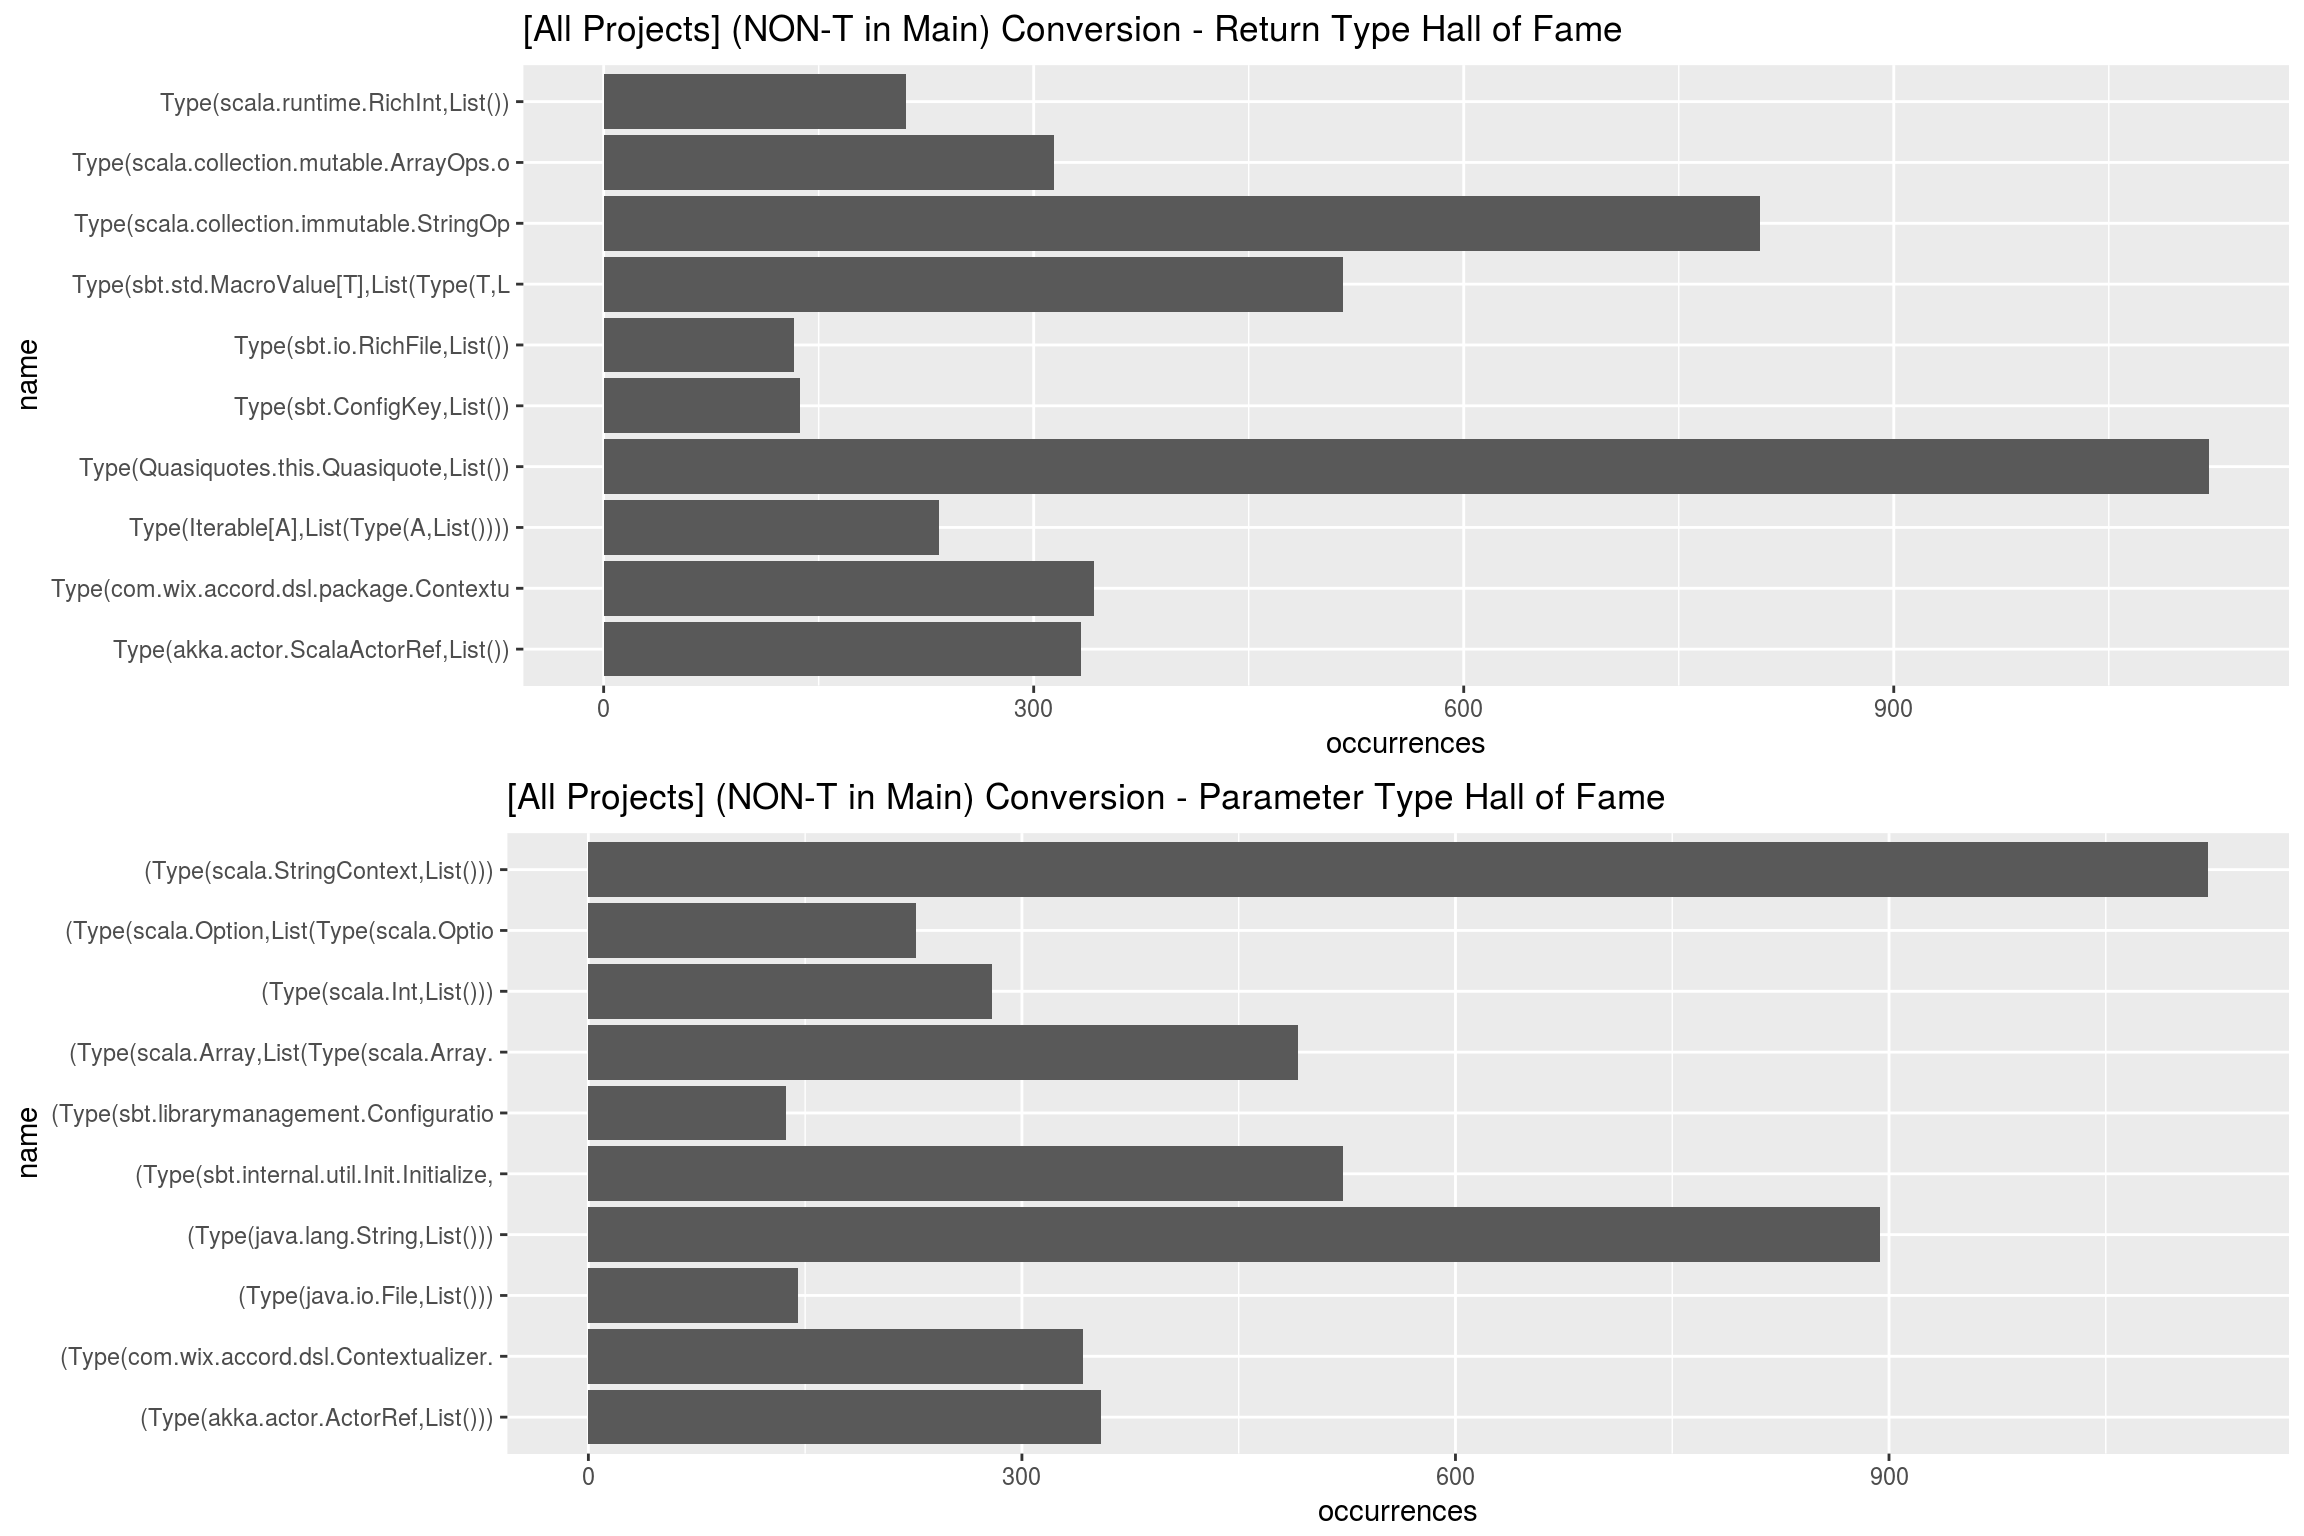 [All Projects] (NON-T in Main) Conversion - Return Type Hall of Fame
name
Type(scala.runtime.RichInt,List())
Type(scala.collection.mutable.ArrayOps.o
Type(scala.collection.immutable.StringOp
Type(sbt.std.MacroValue[T],List(Type(T,L
Type(sbt.io.RichFile,List())
Type(sbt.ConfigKey,List())
Type(Quasiquotes.this.Quasiquote,List())
Type(Iterable[A],List(Type(A,List())))
Type(com.wix.accord.dsl.package.Contextu
Type(akka.actor.ScalaActorRef,List())
0 300 600 900
occurrences
[All Projects] (NON-T in Main) Conversion - Parameter Type Hall of Fame
name
(Type(scala.StringContext,List()))
(Type(scala.Option,List(Type(scala.Optio
(Type(scala.Int,List()))
(Type(scala.Array,List(Type(scala.Array.
(Type(sbt.librarymanagement.Configuratio
(Type(sbt.internal.util.Init.Initialize,
(Type(java.lang.String,List()))
(Type(java.io.File,List()))
(Type(com.wix.accord.dsl.Contextualizer.
(Type(akka.actor.ActorRef,List()))
0 300 600 900
occurrences